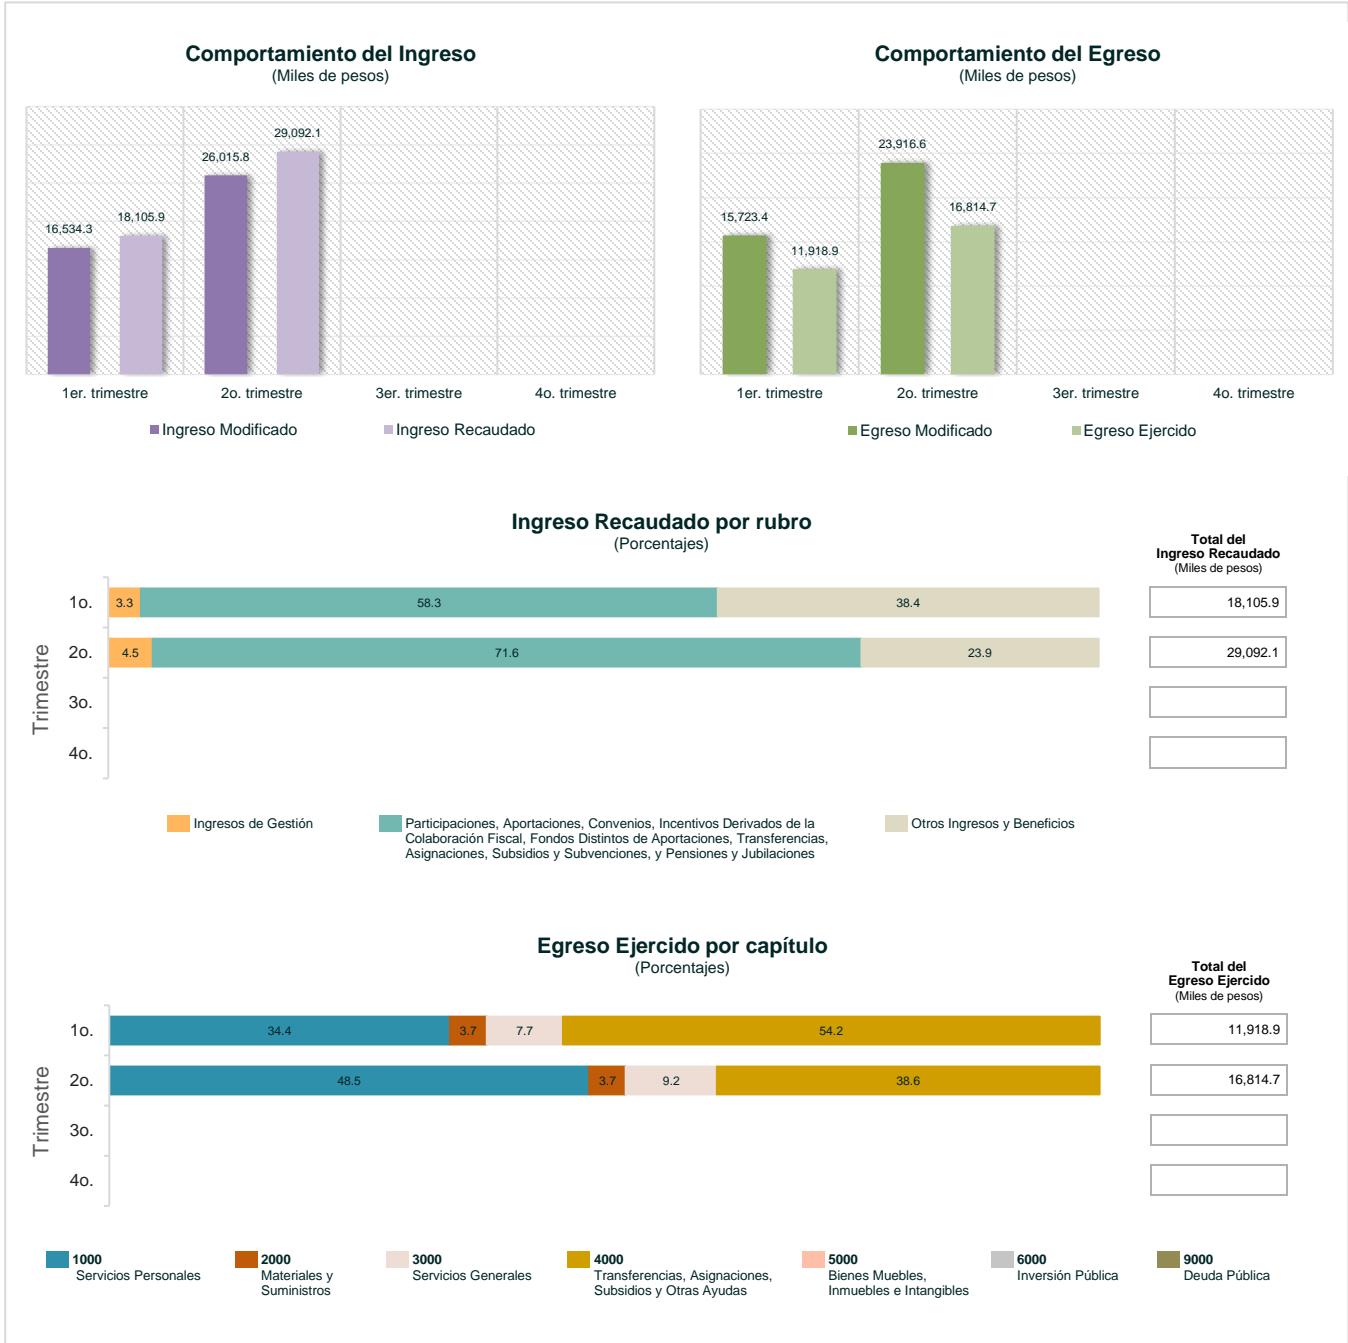 Comportamiento del Ingreso
(Miles de pesos)
16,534.3
18,105.9
26,015.8
29,092.1
1er. trimestre
2o. trimestre
3er. trimestre
4o. trimestre
Ingreso Modificado
Ingreso Recaudado
Comportamiento del Egreso
(Miles de pesos)
15,723.4
11,918.9
23,916.6
16,814.7
1er. trimestre
2o. trimestre
3er. trimestre
4o. trimestre
Egreso Modificado
Egreso Ejercido
Ingreso Recaudado por rubro
(Porcentajes)
Total del
Ingreso Recaudado
(Miles de pesos)
Trimestre
1o.
3.3
58.3
38.4
18,105.9
2o.
4.5
71.6
23.9
29,092.1
3o.
4o.
Ingresos de Gestión
Participaciones, Aportaciones, Convenios, Incentivos Derivados de la
Colaboración Fiscal, Fondos Distintos de Aportaciones, Transferencias,
Asignaciones, Subsidios y Subvenciones, y Pensiones y Jubilaciones
Otros Ingresos y Beneficios
Egreso Ejercido por capítulo
(Porcentajes)
Total del
Egreso Ejercido
(Miles de pesos)
Trimestre
1o.
34.4
3.7
7.7
54.2
11,918.9
2o.
48.5
3.7
9.2
38.6
16,814.7
3o.
4o.
1000
Servicios Personales
2000
Materiales y
Suministros
3000
Servicios Generales
4000
Transferencias, Asignaciones,
Subsidios y Otras Ayudas
5000
Bienes Muebles,
Inmuebles e Intangibles
6000
Inversión Pública
9000
Deuda Pública